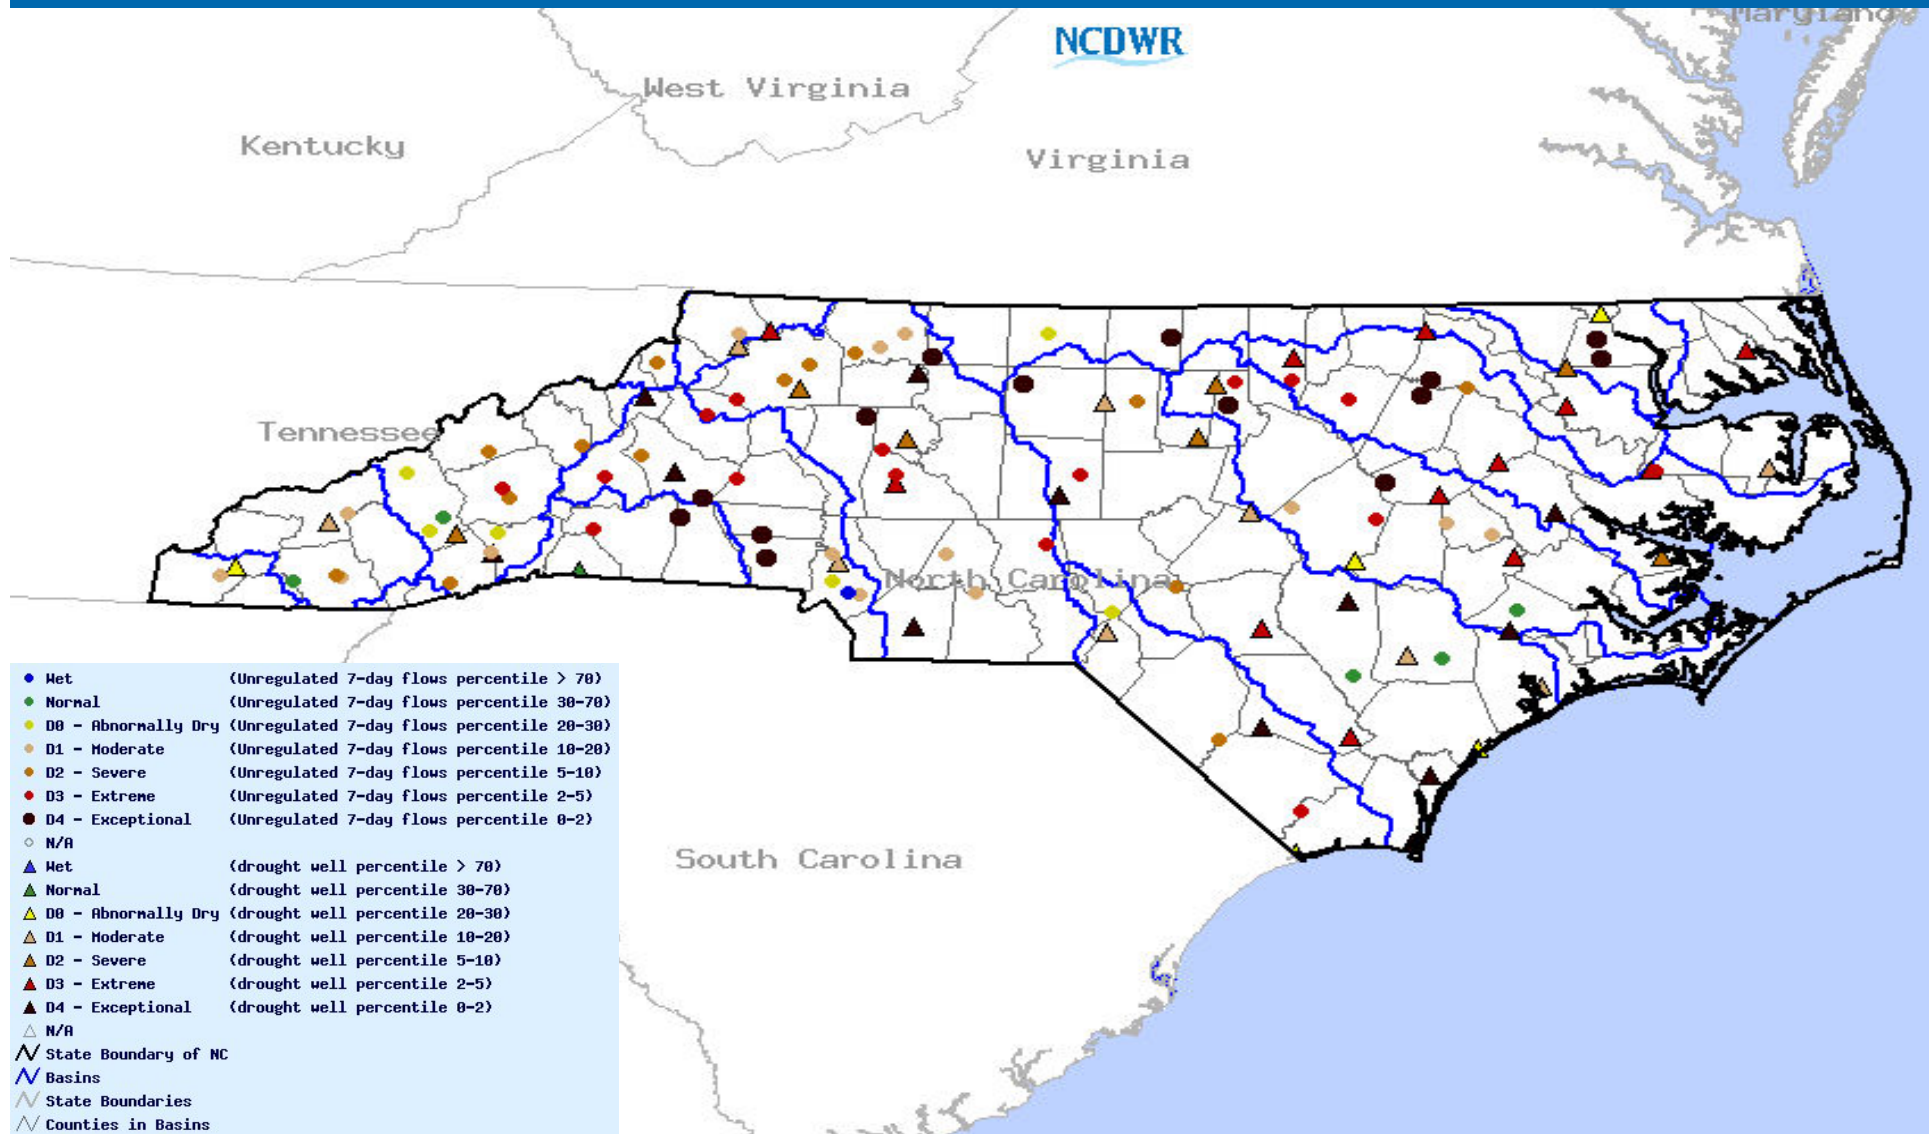 Maryland
NCDWR
West Virginia
Kentucky
Virginia
Tennessee
North Carolina
South Carolina
Wet (Unregulated 7-day flows percentile > 70)
Normal (Unregulated 7-day flows percentile 30-70)
D0 - Abnormally Dry (Unregulated 7-day flows percentile 20-30)
D1 - Moderate (Unregulated 7-day flows percentile 10-20)
D2 - Severe (Unregulated 7-day flows percentile 5-10)
D3 - Extreme (Unregulated 7-day flows percentile 2-5)
D4 - Exceptional (Unregulated 7-day flows percentile 0-2)
N/A
Wet (drought well percentile > 70)
Normal (drought well percentile 30-70)
D0 - Abnormally Dry (drought well percentile 20-30)
D1 - Moderate (drought well percentile 10-20)
D2 - Severe (drought well percentile 5-10)
D3 - Extreme (drought well percentile 2-5)
D4 - Exceptional (drought well percentile 0-2)
N/A
State Boundary of NC
Basins
State Boundaries
Counties in Basins